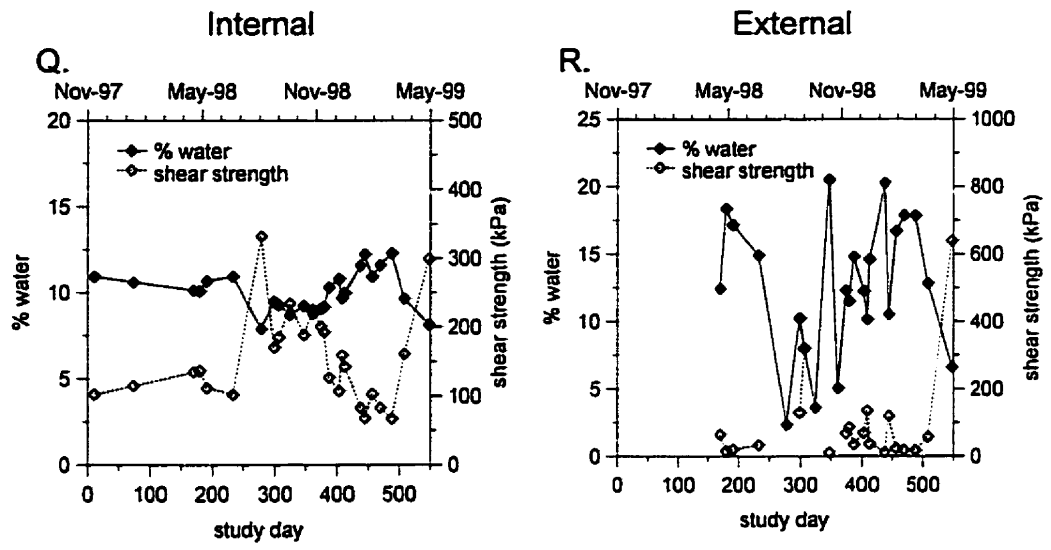 Internal
External
Q.
R.
Nov-97 May-98 Nov-98 May-99
Nov-97 May-98 Nov-98 May-99
20 500
25 1000
% water
shear strength
% water
shear strength
400
20 800
15
300
15 600
% water
shear strength (kPa)
% water
shear strength (kPa)
10
200
10 400
5 100
5 200
0 0
0 0
0 100 200 300 400 500
0 100 200 300 400 500
study day
study day